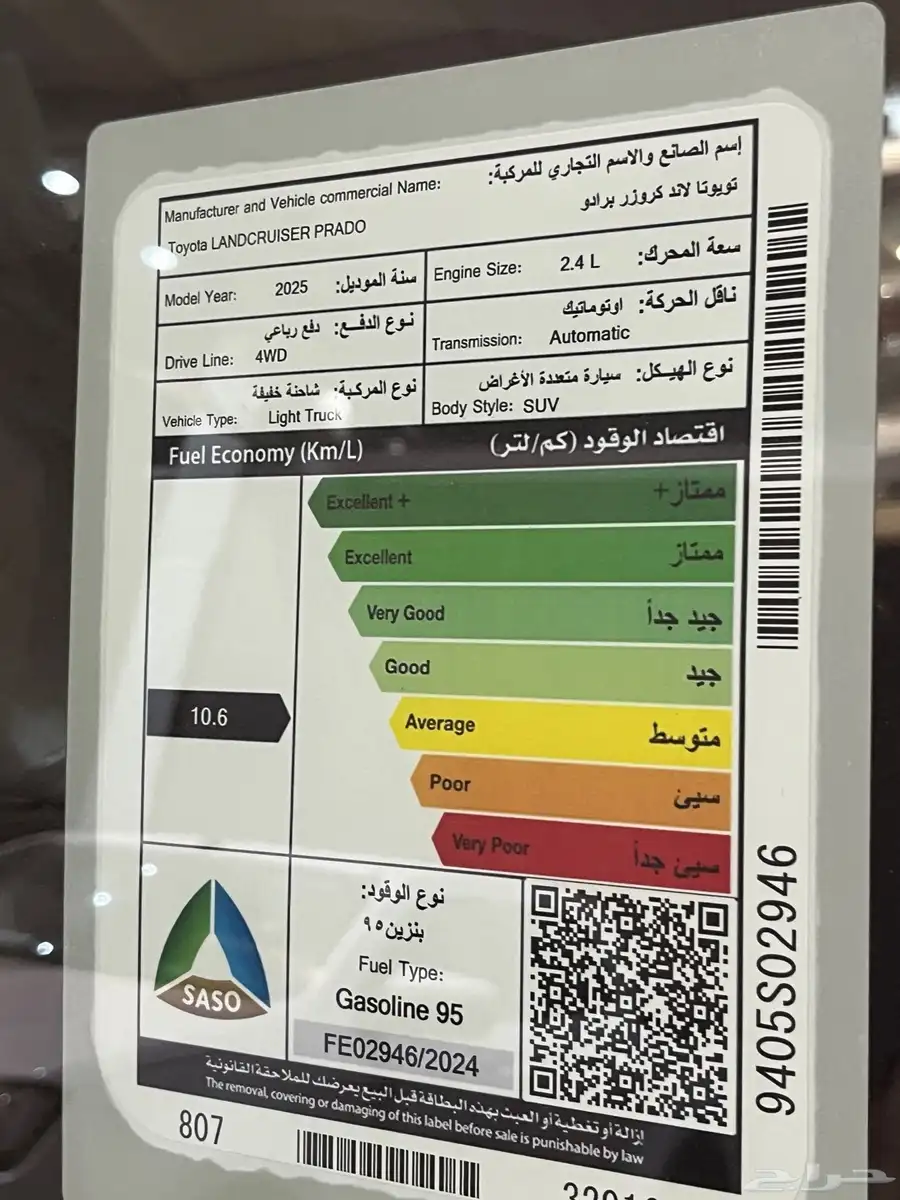 إسم الصانع والاسم التجاري للمركبة:
Manufacturer and Vehicle commercial Name:
تويوتا لاند كروزر برادو
Toyota LANDCRUISER PRADO
Model Year: 2025 سنة الموديل:
Engine Size: 2.4 L سعة المحرك:
نوع الدفع: دفع رباعي
Drive Line: 4WD
ناقل الحركة: اوتوماتيك
Transmission: Automatic
نوع المركبة: شاحنة خفيفة
Vehicle Type: Light Truck
نوع الهيكل: سيارة متعددة الأغراض
Body Style: SUV
Fuel Economy (Km/L) اقتصاد الوقود (كم/لتر)
Excellent + ممتاز+
Excellent ممتاز
Very Good جيد جداً
Good جيد
10.6
Average متوسط
Poor سيئ
Very Poor سيئ جداً
SASO
نوع الوقود:
بنزين ٩٥
Fuel Type:
Gasoline 95
FE02946/2024
إزالة أو تغطية أو العبث بهذه البطاقة قبل البيع يعرضك للملاحقة القانونية
The removal, covering or damaging of this label before sale is punishable by law
9405S02946
807
حراج